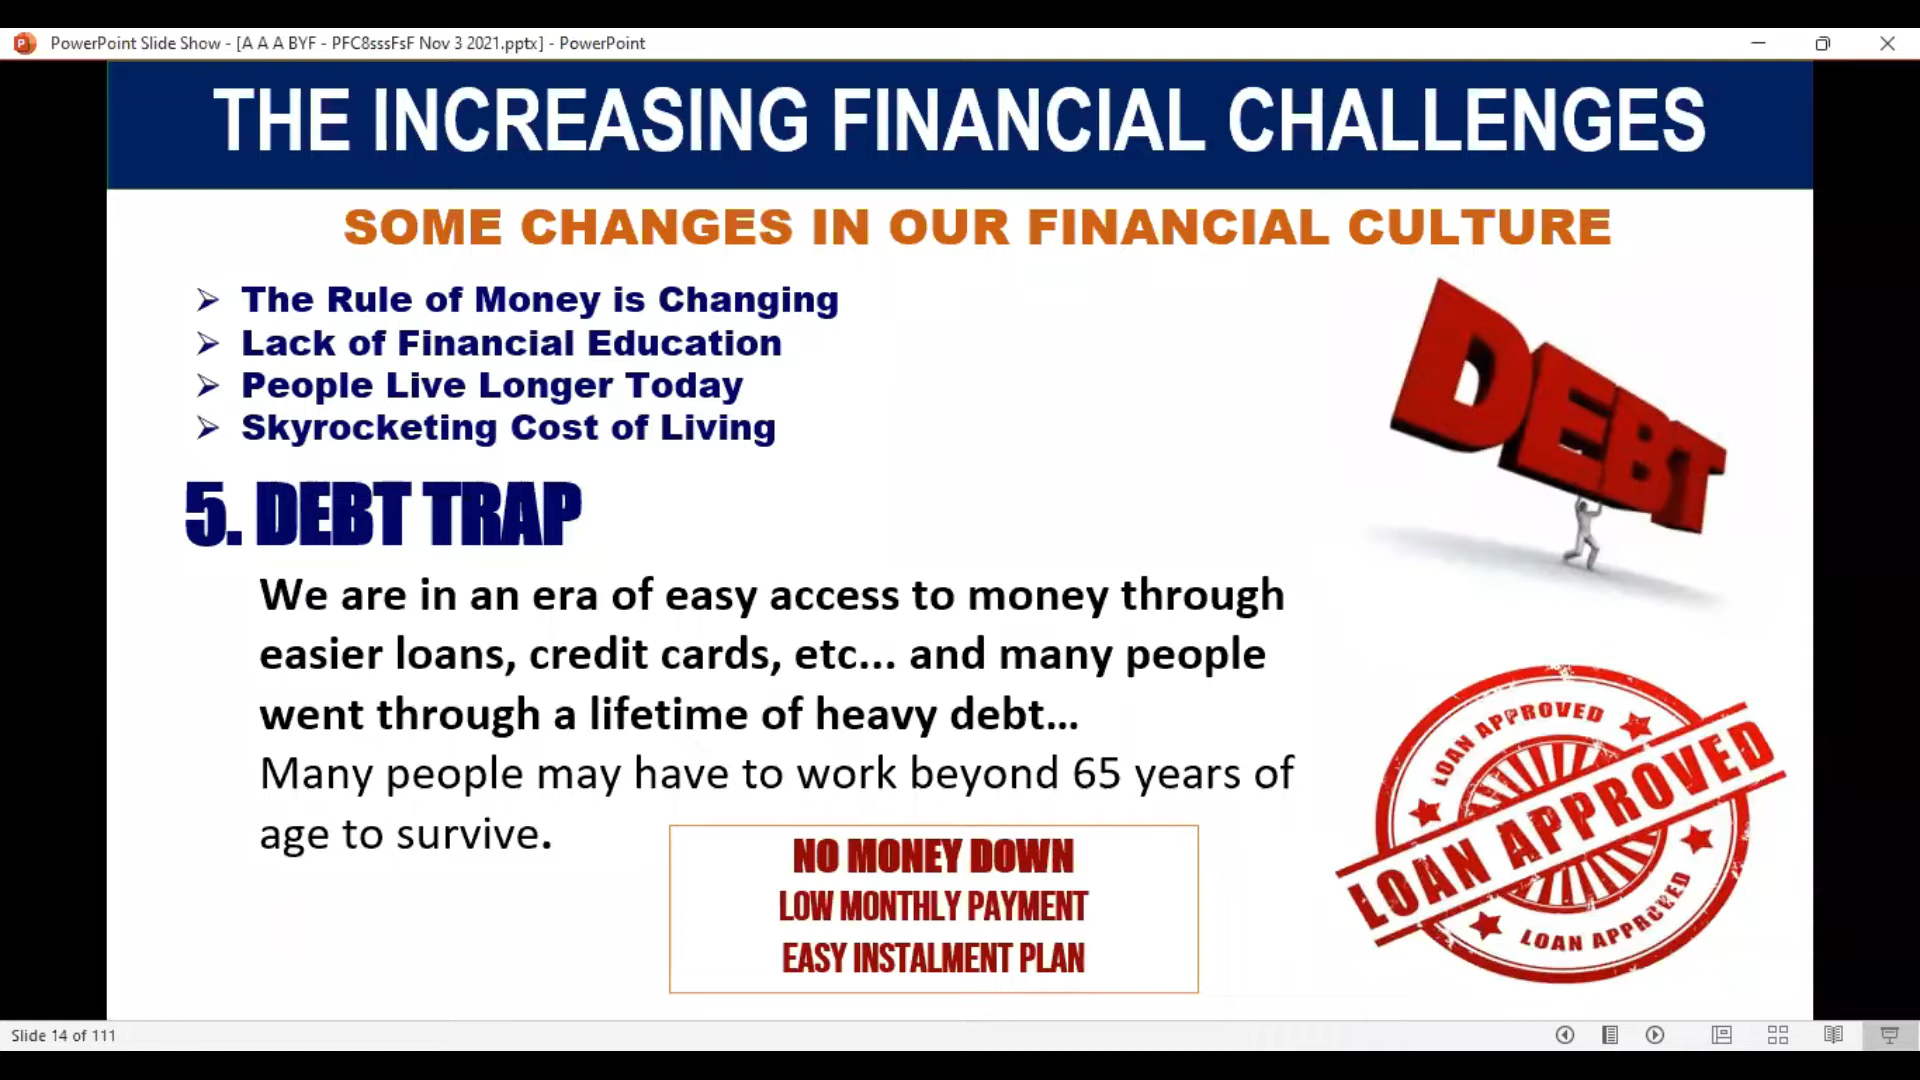 PowerPoint Slide Show - [A A A BYF - PFC8sssFsF Nov 3 2021.pptx] - PowerPoint
THE INCREASING FINANCIAL CHALLENGES
SOME CHANGES IN OUR FINANCIAL CULTURE
The Rule of Money is Changing
Lack of Financial Education
People Live Longer Today
Skyrocketing Cost of Living
DEBT
5. DEBT TRAP
We are in an era of easy access to money through
easier loans, credit cards, etc... and many people
went through a lifetime of heavy debt...
Many people may have to work beyond 65 years of
age to survive.
NO MONEY DOWN
LOW MONTHLY PAYMENT
EASY INSTALMENT PLAN
LOAN APPROVED
LOAN APPROVED
LOAN APPROVED
Slide 14 of 111